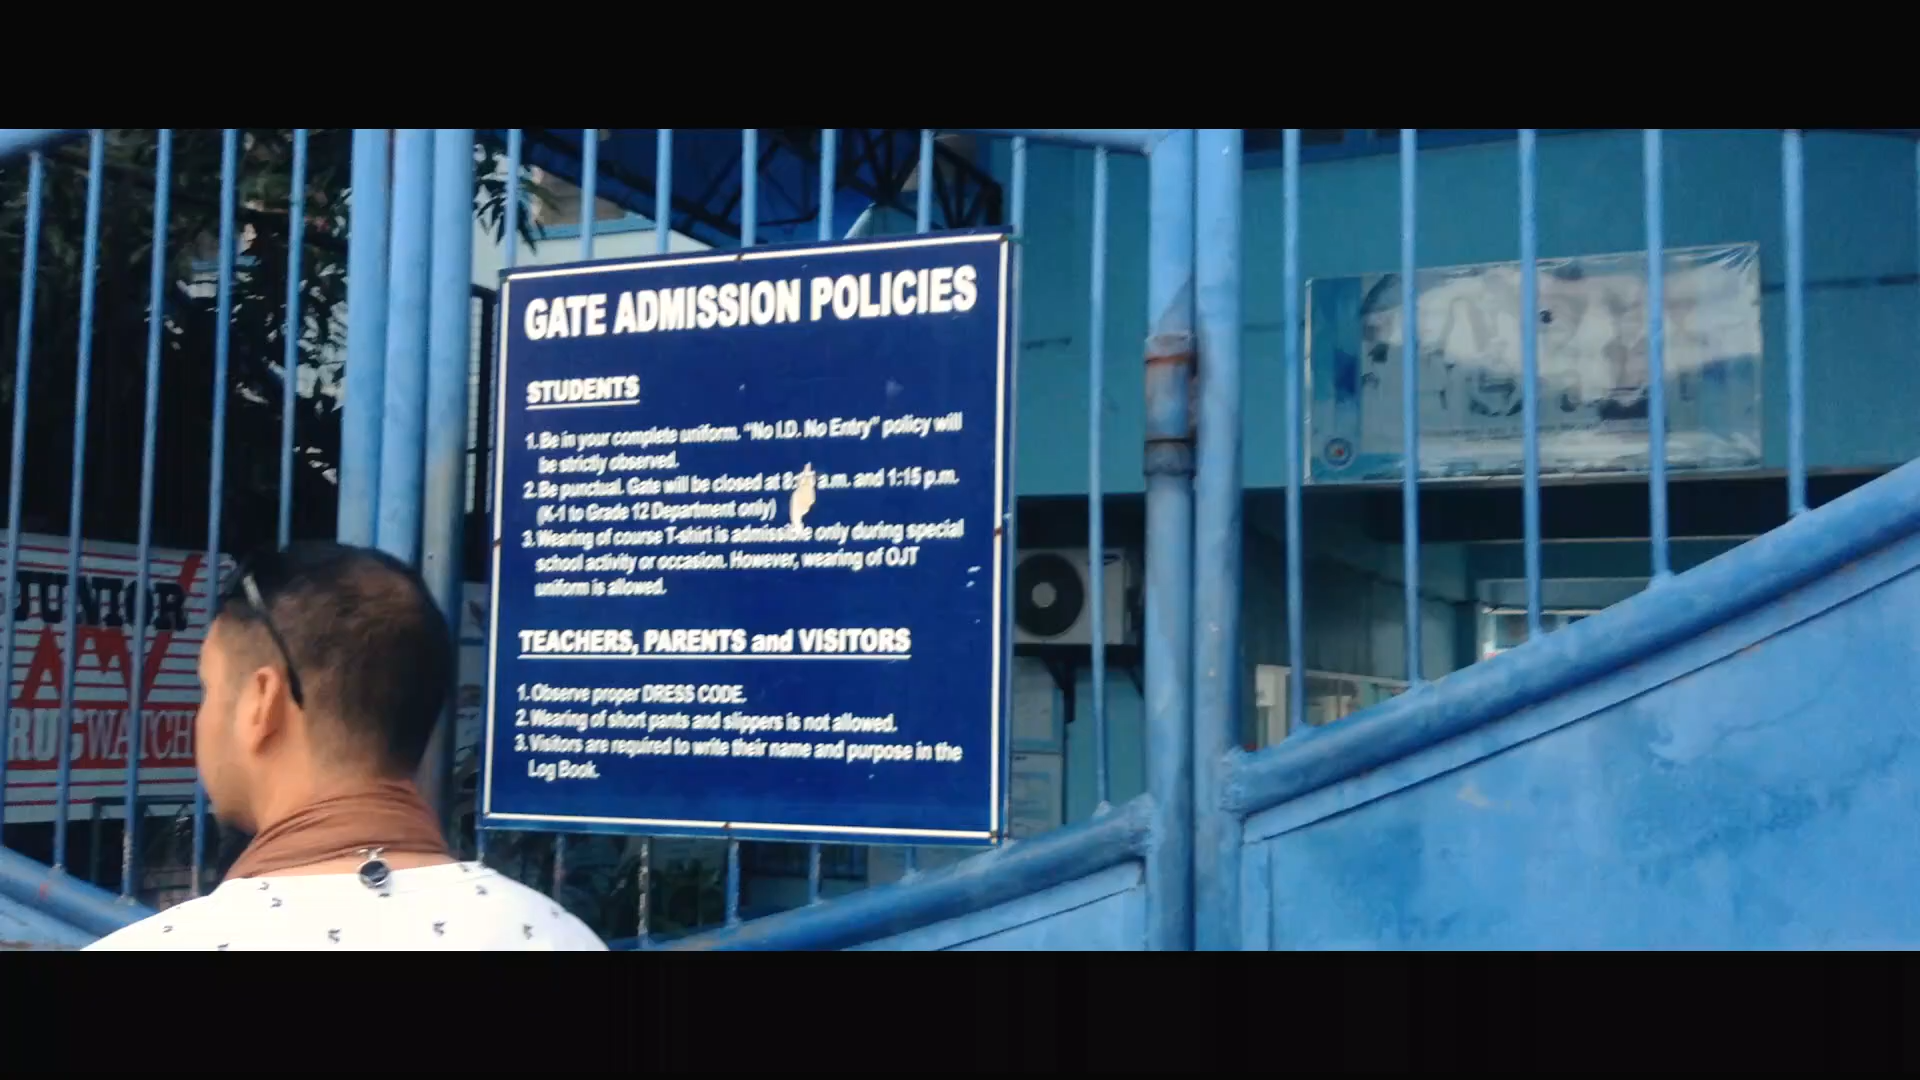 GATE ADMISSION POLICIES
STUDENTS
1. Be in your complete uniform. "No I.D. No Entry" policy will
be strictly observed.
2. Be punctual. Gate will be closed at a.m. and 1:15 p.m.
(K-1 to Grade 12 Department only)
3. Wearing of course T-shirt is admissible only during special
school activity or occasion. However, wearing of OJT
uniform is allowed.
TEACHERS, PARENTS and VISITORS
1. Observe proper DRESS CODE.
2. Wearing of short pants and slippers is not allowed.
3. Visitors are required to write their name and purpose in the
Log Book.
JUNIOR
RUGWATCH